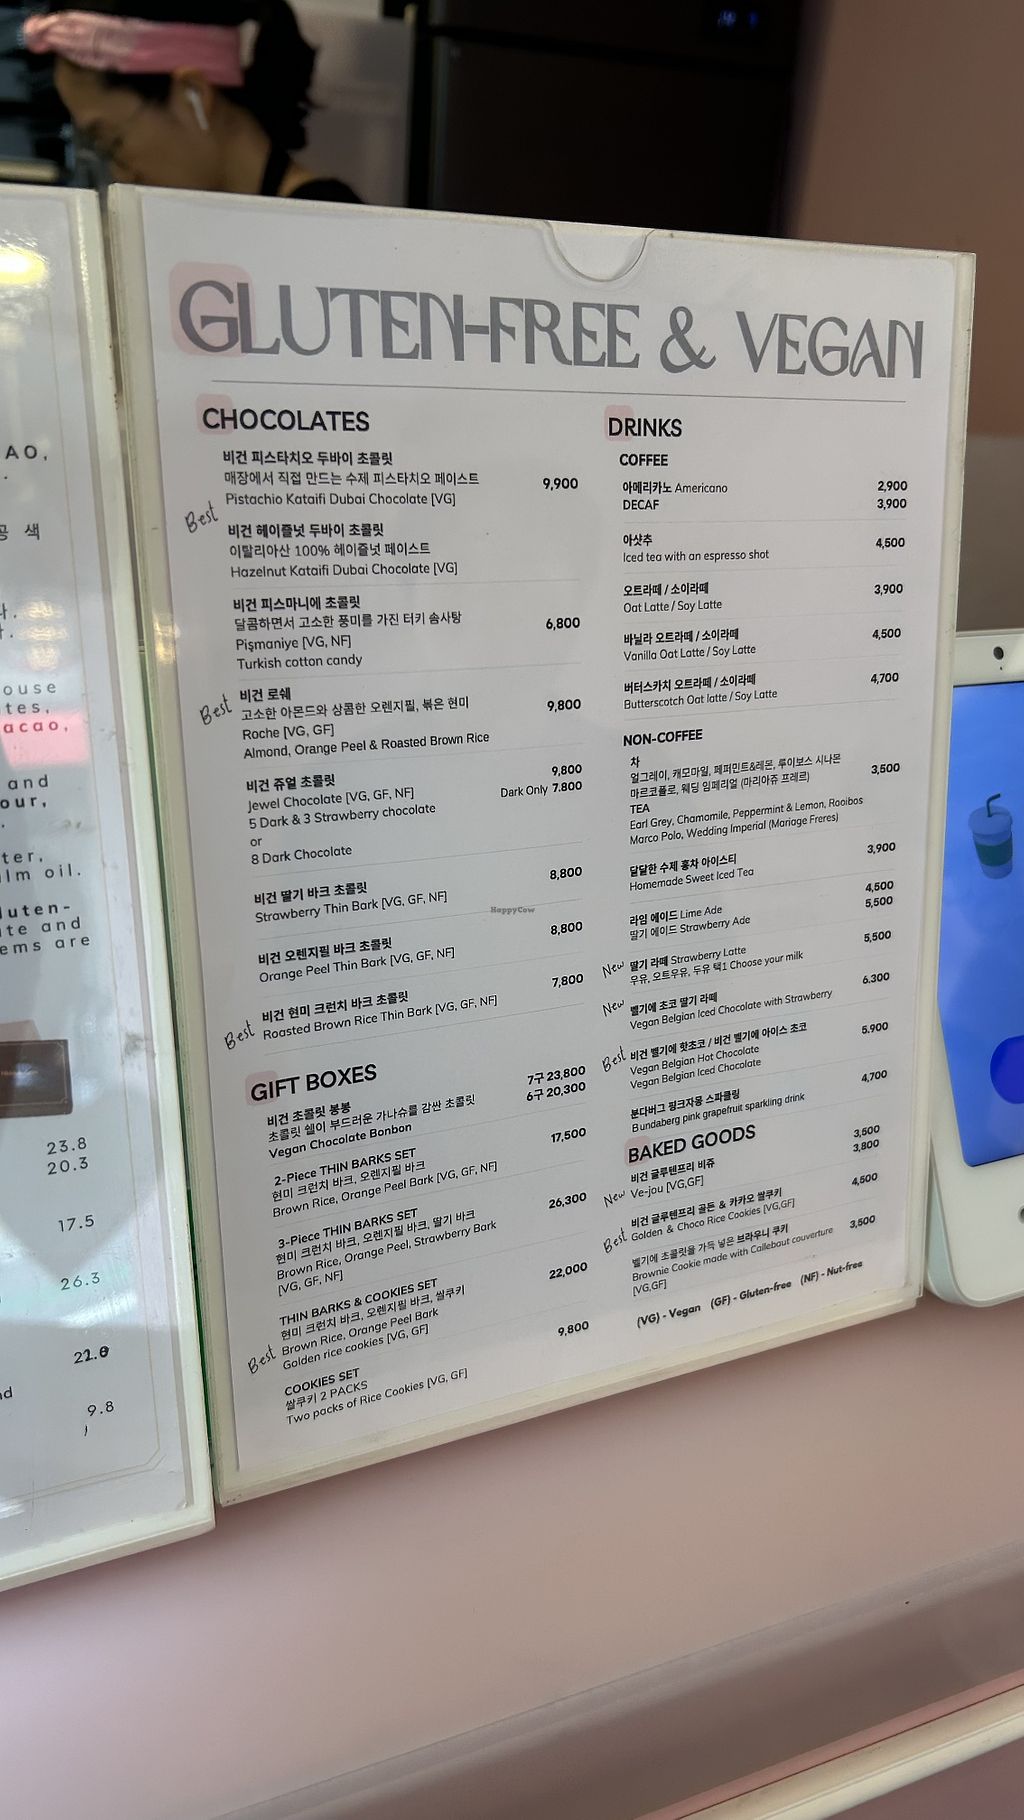 GLUTEN-FREE & VEGAN
CHOCOLATES
비건 피스타치오 두바이 초콜릿
매장에서 직접 만드는 수제 피스타치오 페이스트
9,900
Pistachio Kataifi Dubai Chocolate [VG]
Best
비건 헤이즐넛 두바이 초콜릿
이탈리아산 100% 헤이즐넛 페이스트
Hazelnut Kataifi Dubai Chocolate [VG]
비건 피스마니에 초콜릿
달콤하면서 고소한 풍미를 가진 터키 솜사탕
6,800
Pişmaniye [VG, NF]
Turkish cotton candy
Best
비건 로쉐
고소한 아몬드와 상콤한 오렌지필, 볶은 현미
9,800
Roche [VG, GF]
Almond, Orange Peel & Roasted Brown Rice
비건 쥬얼 초콜릿
9,800
Jewel Chocolate [VG, GF, NF]
Dark Only 7.800
5 Dark & 3 Strawberry chocolate
or
8 Dark Chocolate
비건 딸기 바크 초콜릿
8,800
Strawberry Thin Bark [VG, GF, NF]
비건 오렌지필 바크 초콜릿
8,800
Orange Peel Thin Bark [VG, GF, NF]
비건 현미 크런치 바크 초콜릿
7,800
Best
Roasted Brown Rice Thin Bark [VG, GF, NF]
GIFT BOXES
비건 초콜릿 봉봉
7구 23,800
초콜릿 쉘이 부드러운 가나슈를 감싼 초콜릿
6구 20,300
Vegan Chocolate Bonbon
2-Piece THIN BARKS SET
17,500
현미 크런치 바크, 오렌지필 바크
Brown Rice, Orange Peel Bark [VG, GF, NF]
3-Piece THIN BARKS SET
26,300
현미 크런치 바크, 오렌지필 바크, 딸기 바크
Brown Rice, Orange Peel, Strawberry Bark
[VG, GF, NF]
THIN BARKS & COOKIES SET
22,000
현미 크런치 바크, 오렌지필 바크, 쌀쿠키
Brown Rice, Orange Peel Bark
Best
Golden rice cookies [VG, GF]
COOKIES SET
9,800
쌀쿠키 2 PACKS
Two packs of Rice Cookies [VG, GF]
DRINKS
COFFEE
아메리카노 Americano
2,900
DECAF
3,900
아샷추
4,500
Iced tea with an espresso shot
오트라떼 / 소이라떼
3,900
Oat Latte / Soy Latte
바닐라 오트라떼 / 소이라떼
4,500
Vanilla Oat Latte / Soy Latte
버터스카치 오트라떼 / 소이라떼
4,700
Butterscotch Oat latte / Soy Latte
NON-COFFEE
차
얼그레이, 캐모마일, 페퍼민트&레몬, 루이보스 시나몬
3,500
마르코폴로, 웨딩 임페리얼 (마리아쥬 프레르)
TEA
Earl Grey, Chamomile, Peppermint & Lemon, Rooibos
Marco Polo, Wedding Imperial (Mariage Freres)
달달한 수제 홍차 아이스티
3,900
Homemade Sweet Iced Tea
라임 에이드 Lime Ade
4,500
딸기 에이드 Strawberry Ade
5,500
New
딸기 라떼 Strawberry Latte
5,500
우유, 오트우유, 두유 택1 Choose your milk
New
벨기에 초코 딸기 라떼
6.300
Vegan Belgian Iced Chocolate with Strawberry
Best
비건 벨기에 핫초코 / 비건 벨기에 아이스 초코
5.900
Vegan Belgian Hot Chocolate
Vegan Belgian Iced Chocolate
분다버그 핑크자몽 스파클링
4,700
Bundaberg pink grapefruit sparkling drink
BAKED GOODS
비건 글루텐프리 비쥬
3,500
3,800
New
Ve-jou [VG,GF]
비건 글루텐프리 골든 & 카카오 쌀쿠키
4,500
Best
Golden & Choco Rice Cookies [VG,GF]
벨기에 초콜릿을 가득 넣은 브라우니 쿠키
3,500
Brownie Cookie made with Callebaut couverture
[VG,GF]
(VG) - Vegan (GF) - Gluten-free (NF) - Nut-free
HappyCow
AO,
공 색
ouse
tes,
acao,
and
our,
ter,
lm oil.
luten-
te and
ems are
23.8
20.3
17.5
26.3
9.8